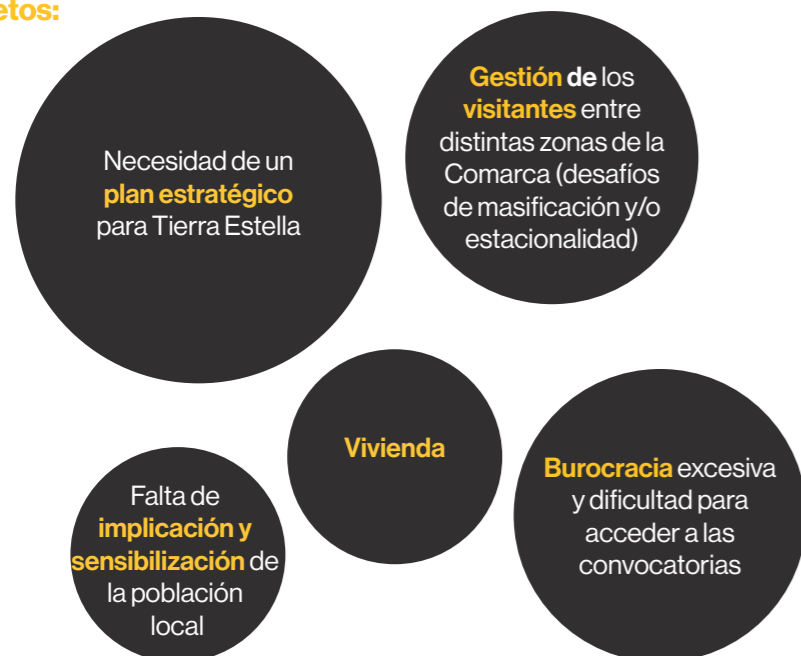 etos:
Necesidad de un
plan estratégico
para Tierra Estella
Gestión de los
visitantes entre
distintas zonas de la
Comarca (desafíos
de masificación y/o
estacionalidad)
Vivienda
Falta de
implicación y
sensibilización de
la población
local
Burocracia excesiva
y dificultad para
acceder a las
convocatorias